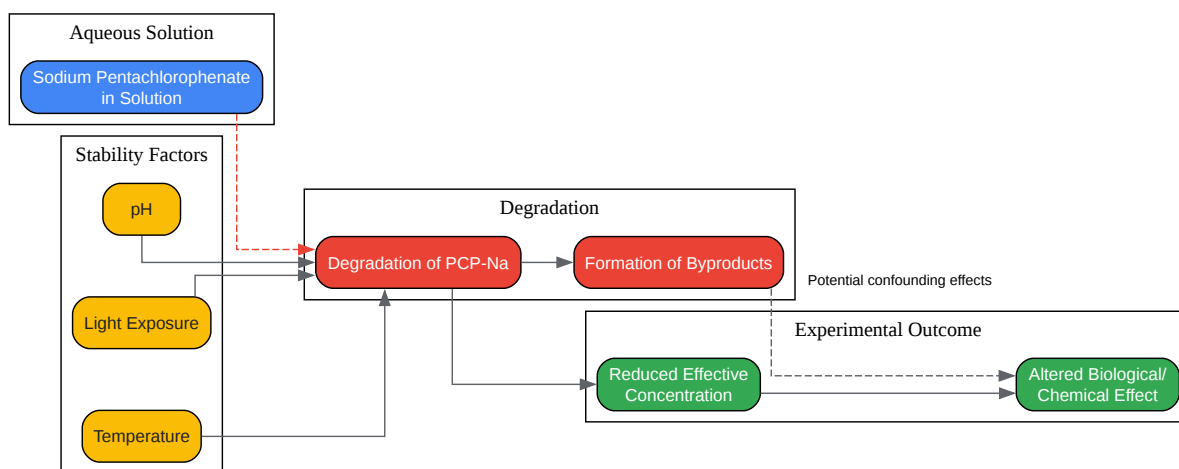 Aqueous Solution
Sodium Pentachlorophenate
in Solution
Stability Factors
pH
Light Exposure
Temperature
Degradation
Degradation of PCP-Na
Formation of Byproducts
Potential confounding effects
Experimental Outcome
Reduced Effective
Concentration
Altered Biological/
Chemical Effect